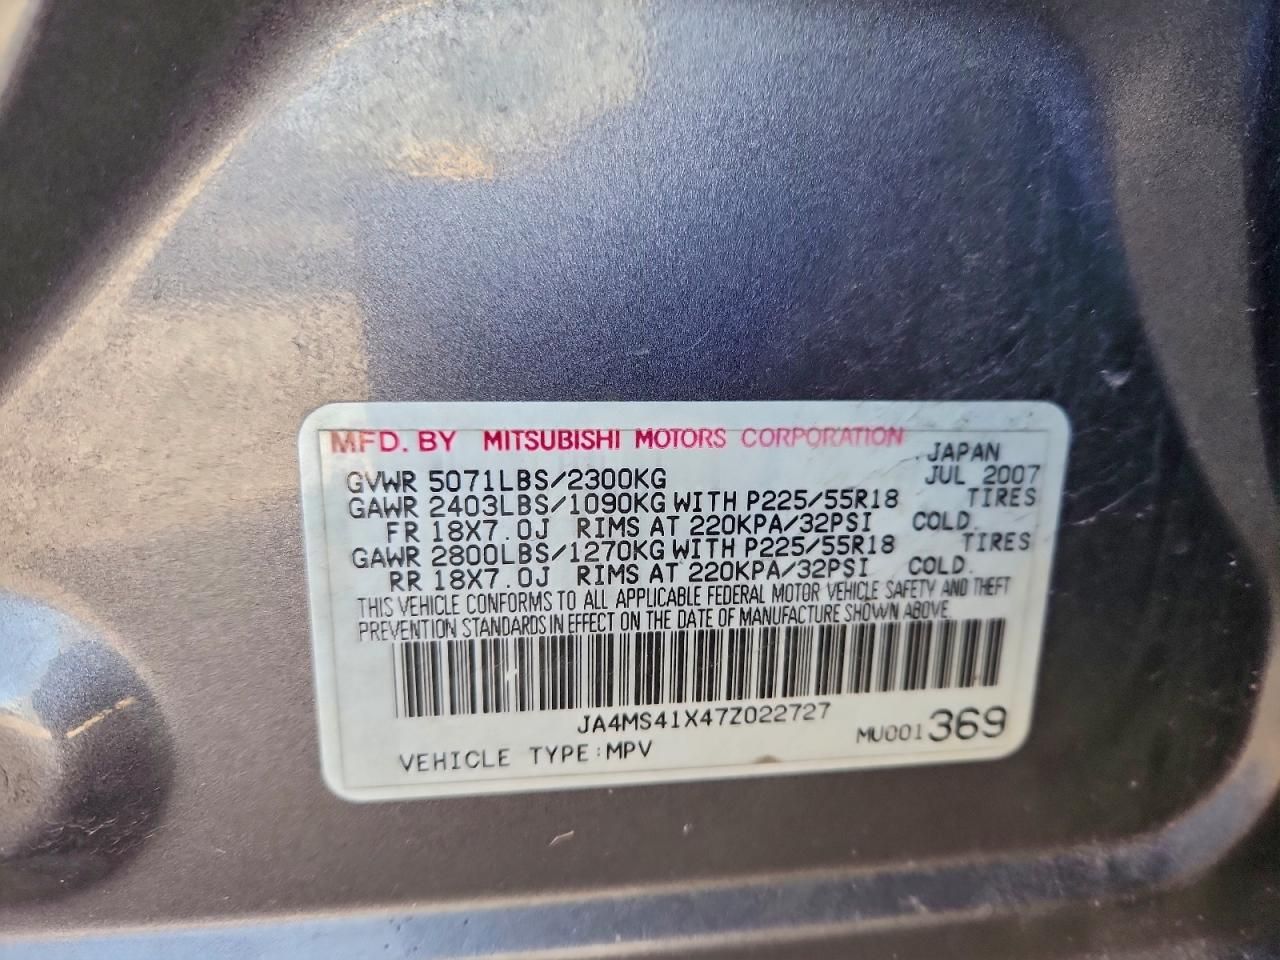 MFD. BY MITSUBISHI MOTORS CORPORATION JAPAN
GVWR 5071LBS/2300KG JUL 2007
GAWR 2403LBS/1090KG WITH P225/55R18 TIRES
FR 18X7.0J RIMS AT 220KPA/32PSI COLD.
GAWR 2800LBS/1270KG WITH P225/55R18 TIRES
RR 18X7.0J RIMS AT 220KPA/32PSI COLD.
THIS VEHICLE CONFORMS TO ALL APPLICABLE FEDERAL MOTOR VEHICLE SAFETY AND THEFT
PREVENTION STANDARDS IN EFFECT ON THE DATE OF MANUFACTURE SHOWN ABOVE.
JA4MS41X47Z022727
VEHICLE TYPE:MPV MU001369